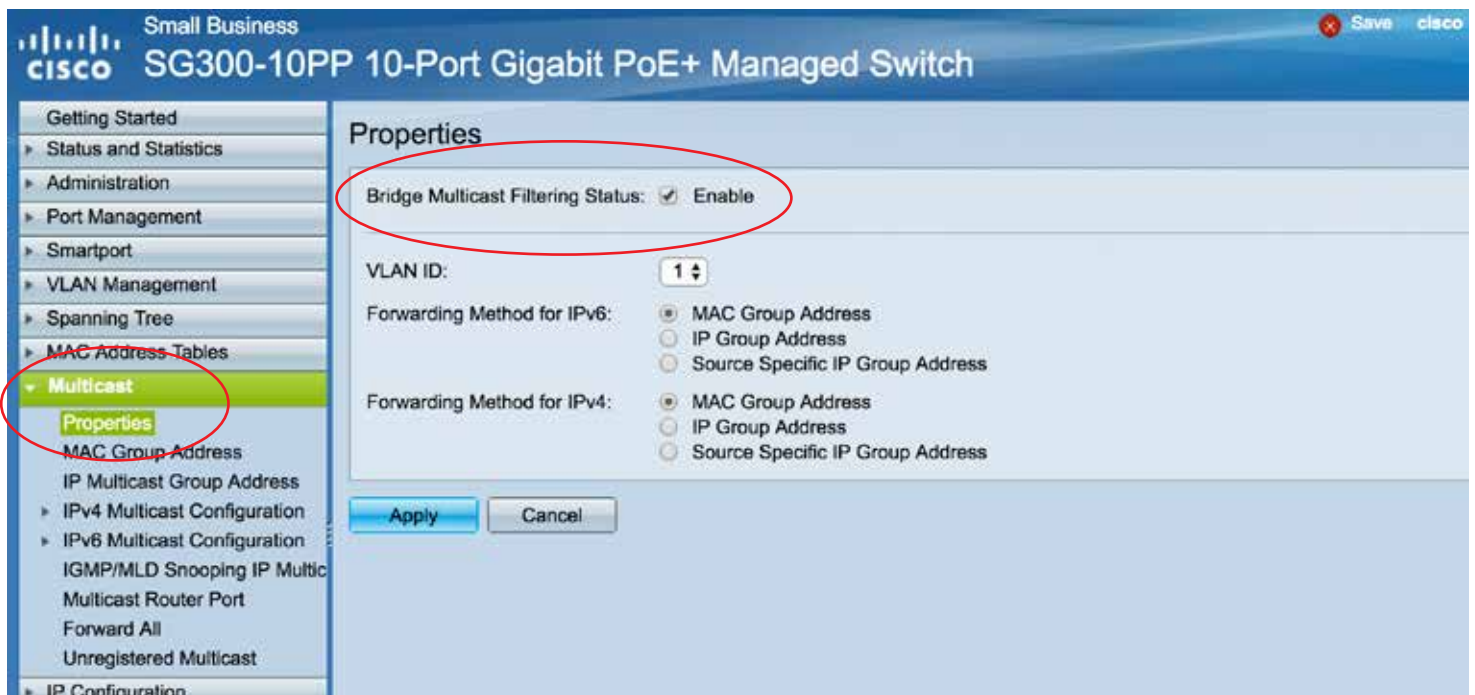 Small Business
cisco
SG300-10PP 10-Port Gigabit PoE+ Managed Switch
Save
cisco
Getting Started
Status and Statistics
Administration
Port Management
Smartport
VLAN Management
Spanning Tree
MAC Address Tables
Multicast
Properties
MAC Group Address
IP Multicast Group Address
IPv4 Multicast Configuration
IPv6 Multicast Configuration
IGMP/MLD Snooping IP Multic
Multicast Router Port
Forward All
Unregistered Multicast
IP Configuration
Properties
Bridge Multicast Filtering Status: Enable
VLAN ID: 1
Forwarding Method for IPv6: MAC Group Address
IP Group Address
Source Specific IP Group Address
Forwarding Method for IPv4: MAC Group Address
IP Group Address
Source Specific IP Group Address
Apply
Cancel